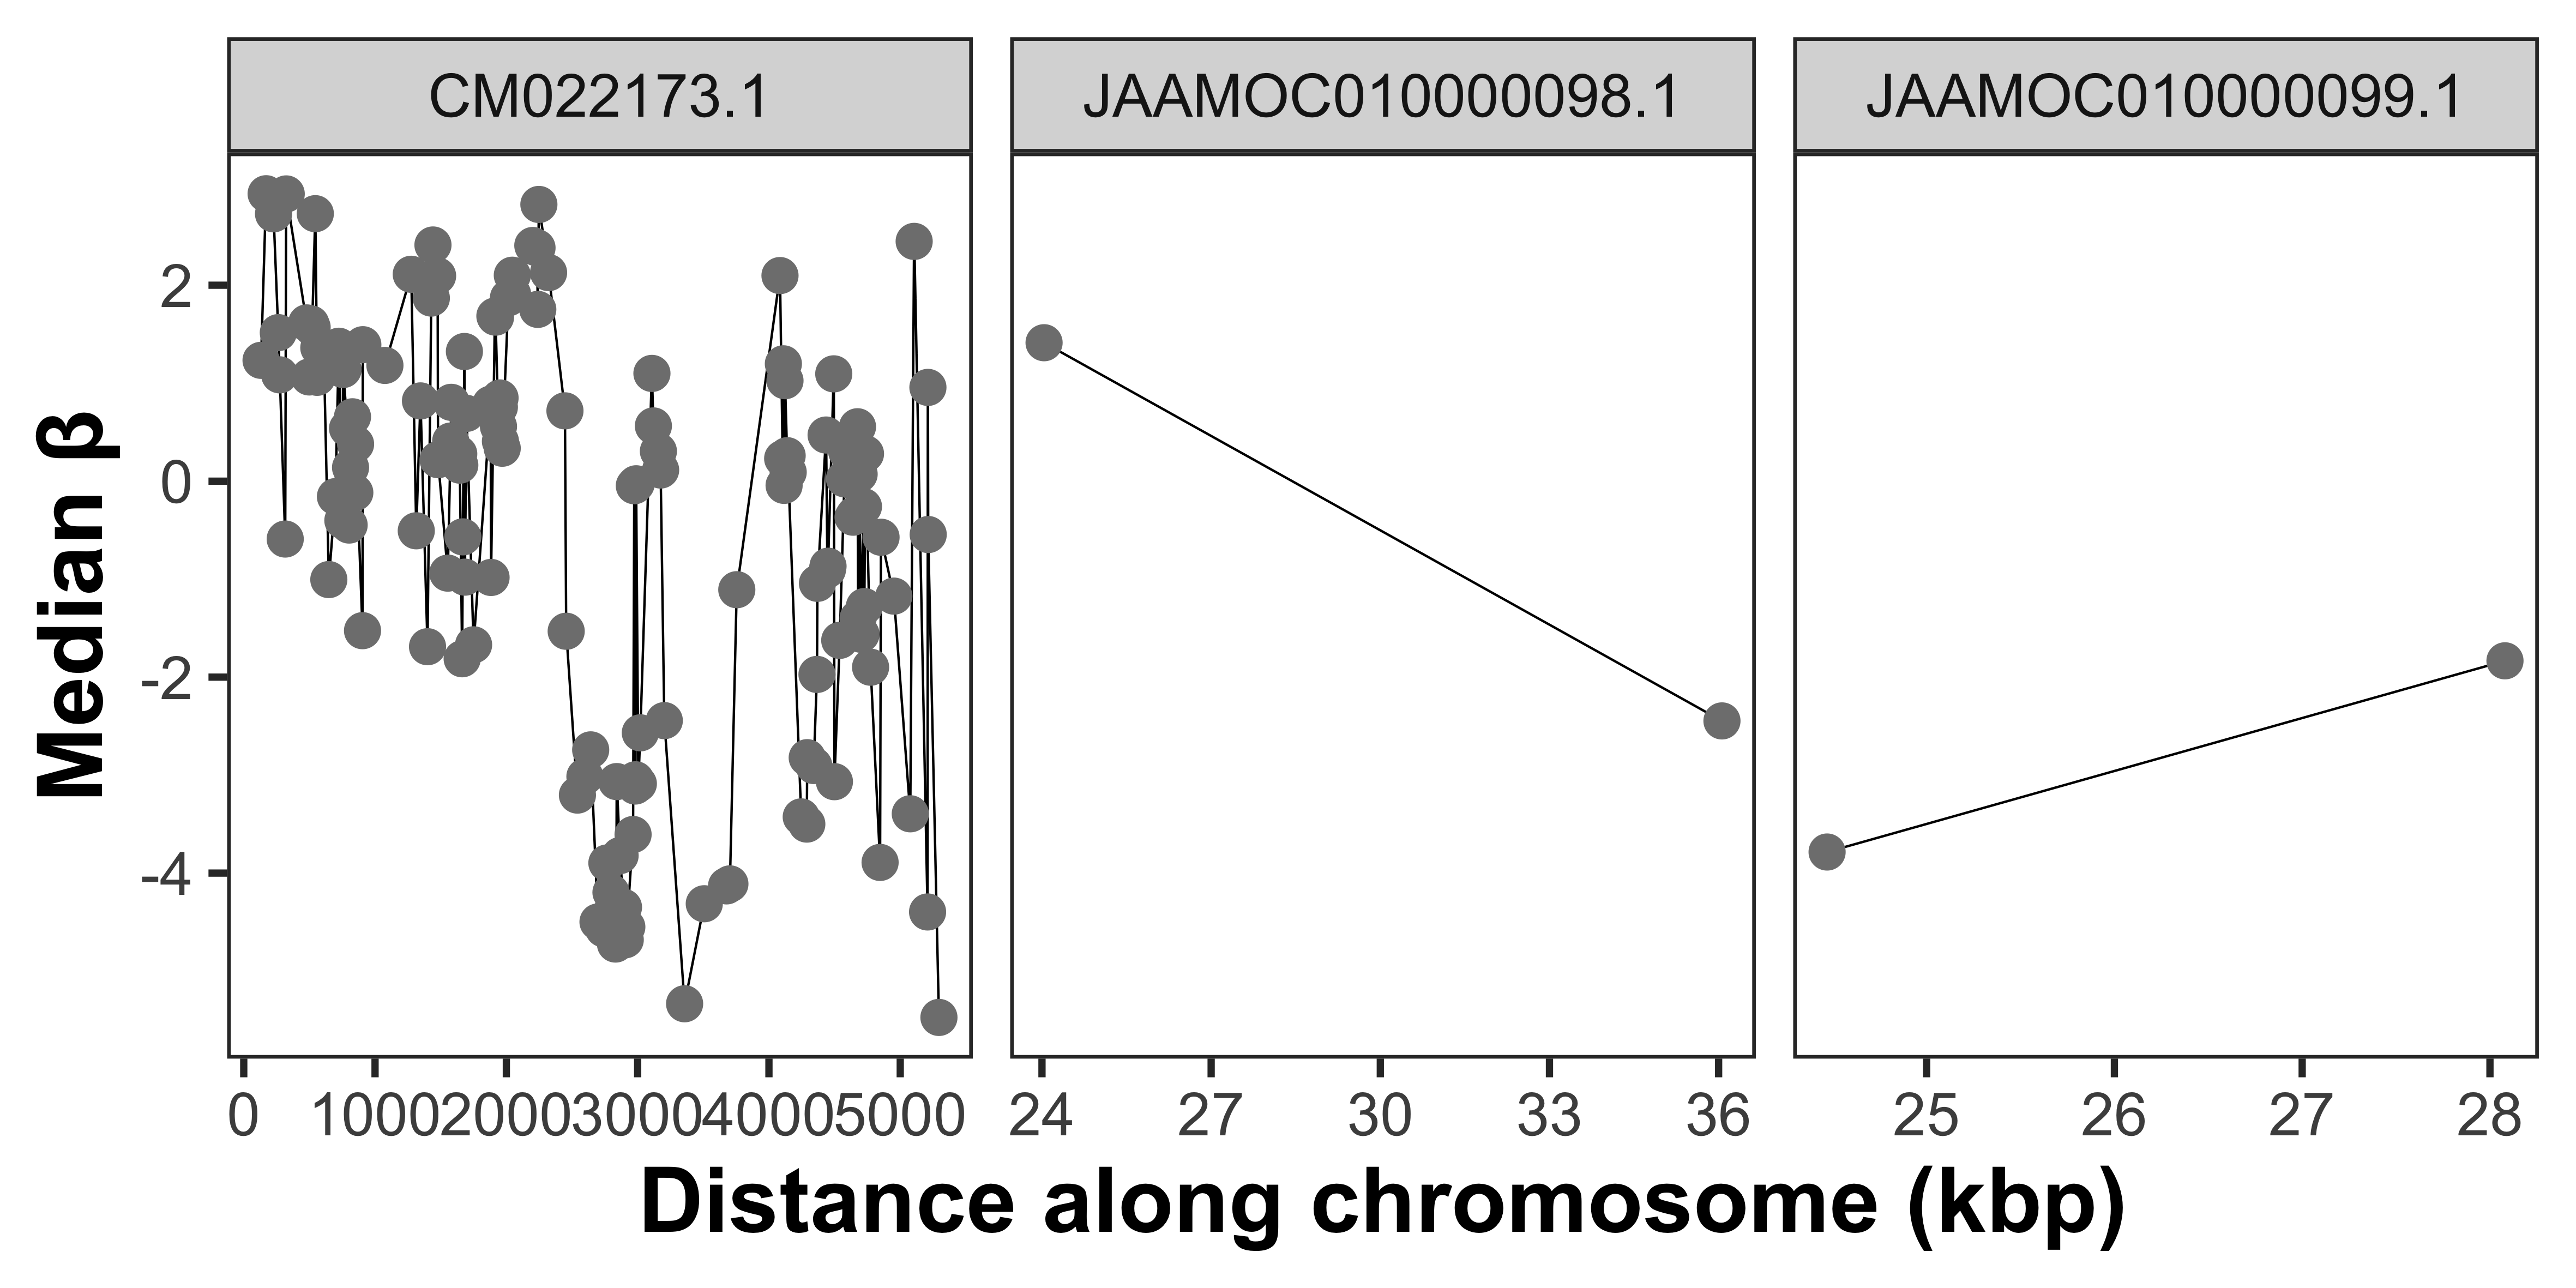 CM022173.1 JAAMOC010000098.1 JAAMOC010000099.1
Median β
2
0
-2
-4
0 1000 2000 3000 4000 5000 24 27 30 33 36 25 26 27 28
Distance along chromosome (kbp)